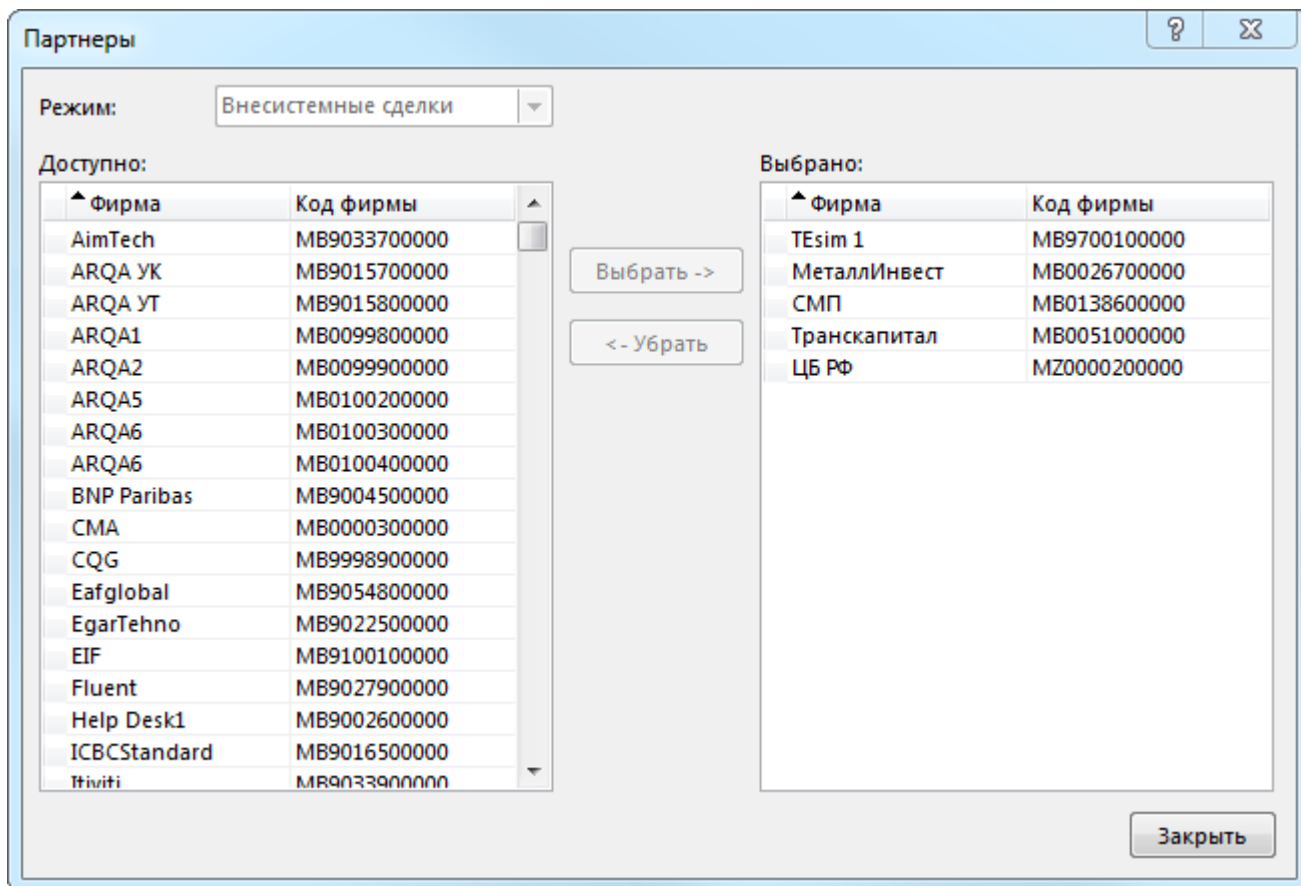 Партнеры
Режим: Внесистемные сделки
Доступно:
Фирма Код фирмы
AimTech MB9033700000
ARQA УК MB9015700000
ARQA УТ MB9015800000
ARQA1 MB0099800000
ARQA2 MB0099900000
ARQA5 MB0100200000
ARQA6 MB0100300000
ARQA6 MB0100400000
BNP Paribas MB9004500000
CMA MB0000300000
CQG MB9998900000
Eafglobal MB9054800000
EgarTehno MB9022500000
EIF MB9100100000
Fluent MB9027900000
Help Desk1 MB9002600000
ICBCStandard MB9016500000
Itiviti MB9033900000
Выбрать ->
<- Убрать
Выбрано:
Фирма Код фирмы
TEsim 1 MB9700100000
МеталлИнвест MB0026700000
СМП MB0138600000
Транскапитал MB0051000000
ЦБ РФ MZ0000200000
Закрыть